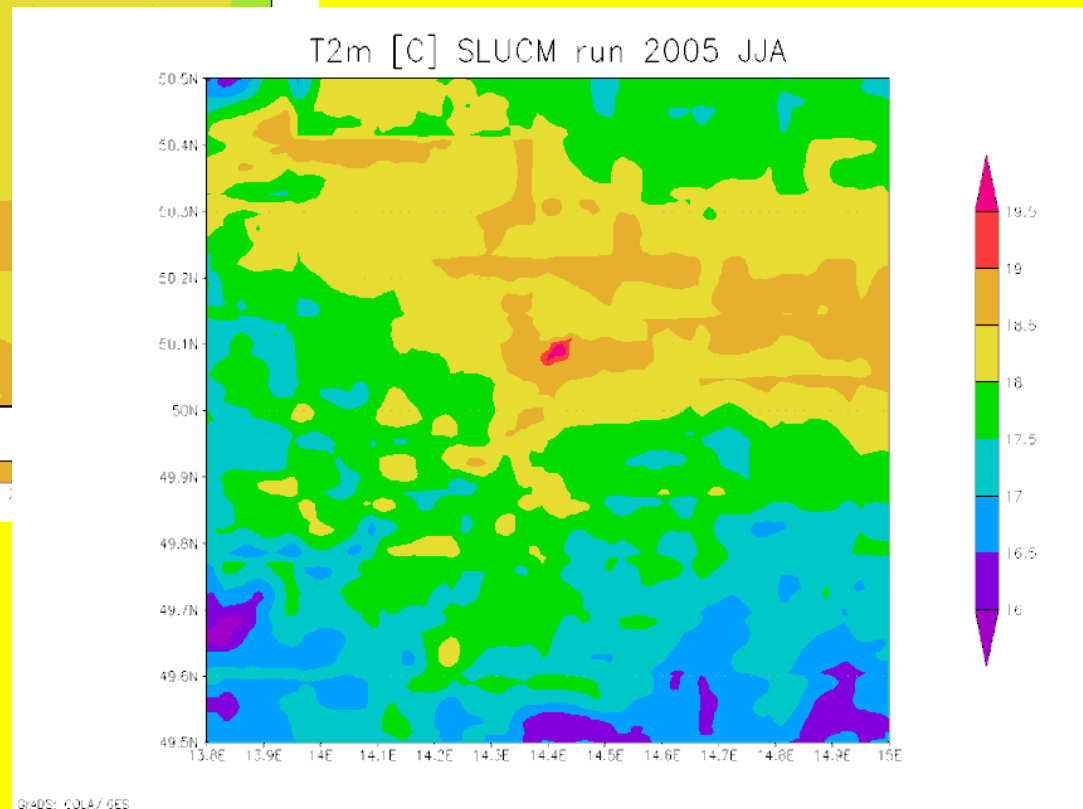 T2m [C] SLUCM run 2005 JJA
50.5N
50.4N
50.3N
50.2N
50.1N
50N
49.9N
49.8N
49.7N
49.6N
49.5N
13.8E 13.9E 14E 14.1E 14.2E 14.3E 14.4E 14.5E 14.6E 14.7E 14.8E 14.9E 15E
19.5
19
18.5
18
17.5
17
16.5
16
GrADS: COLA/GES